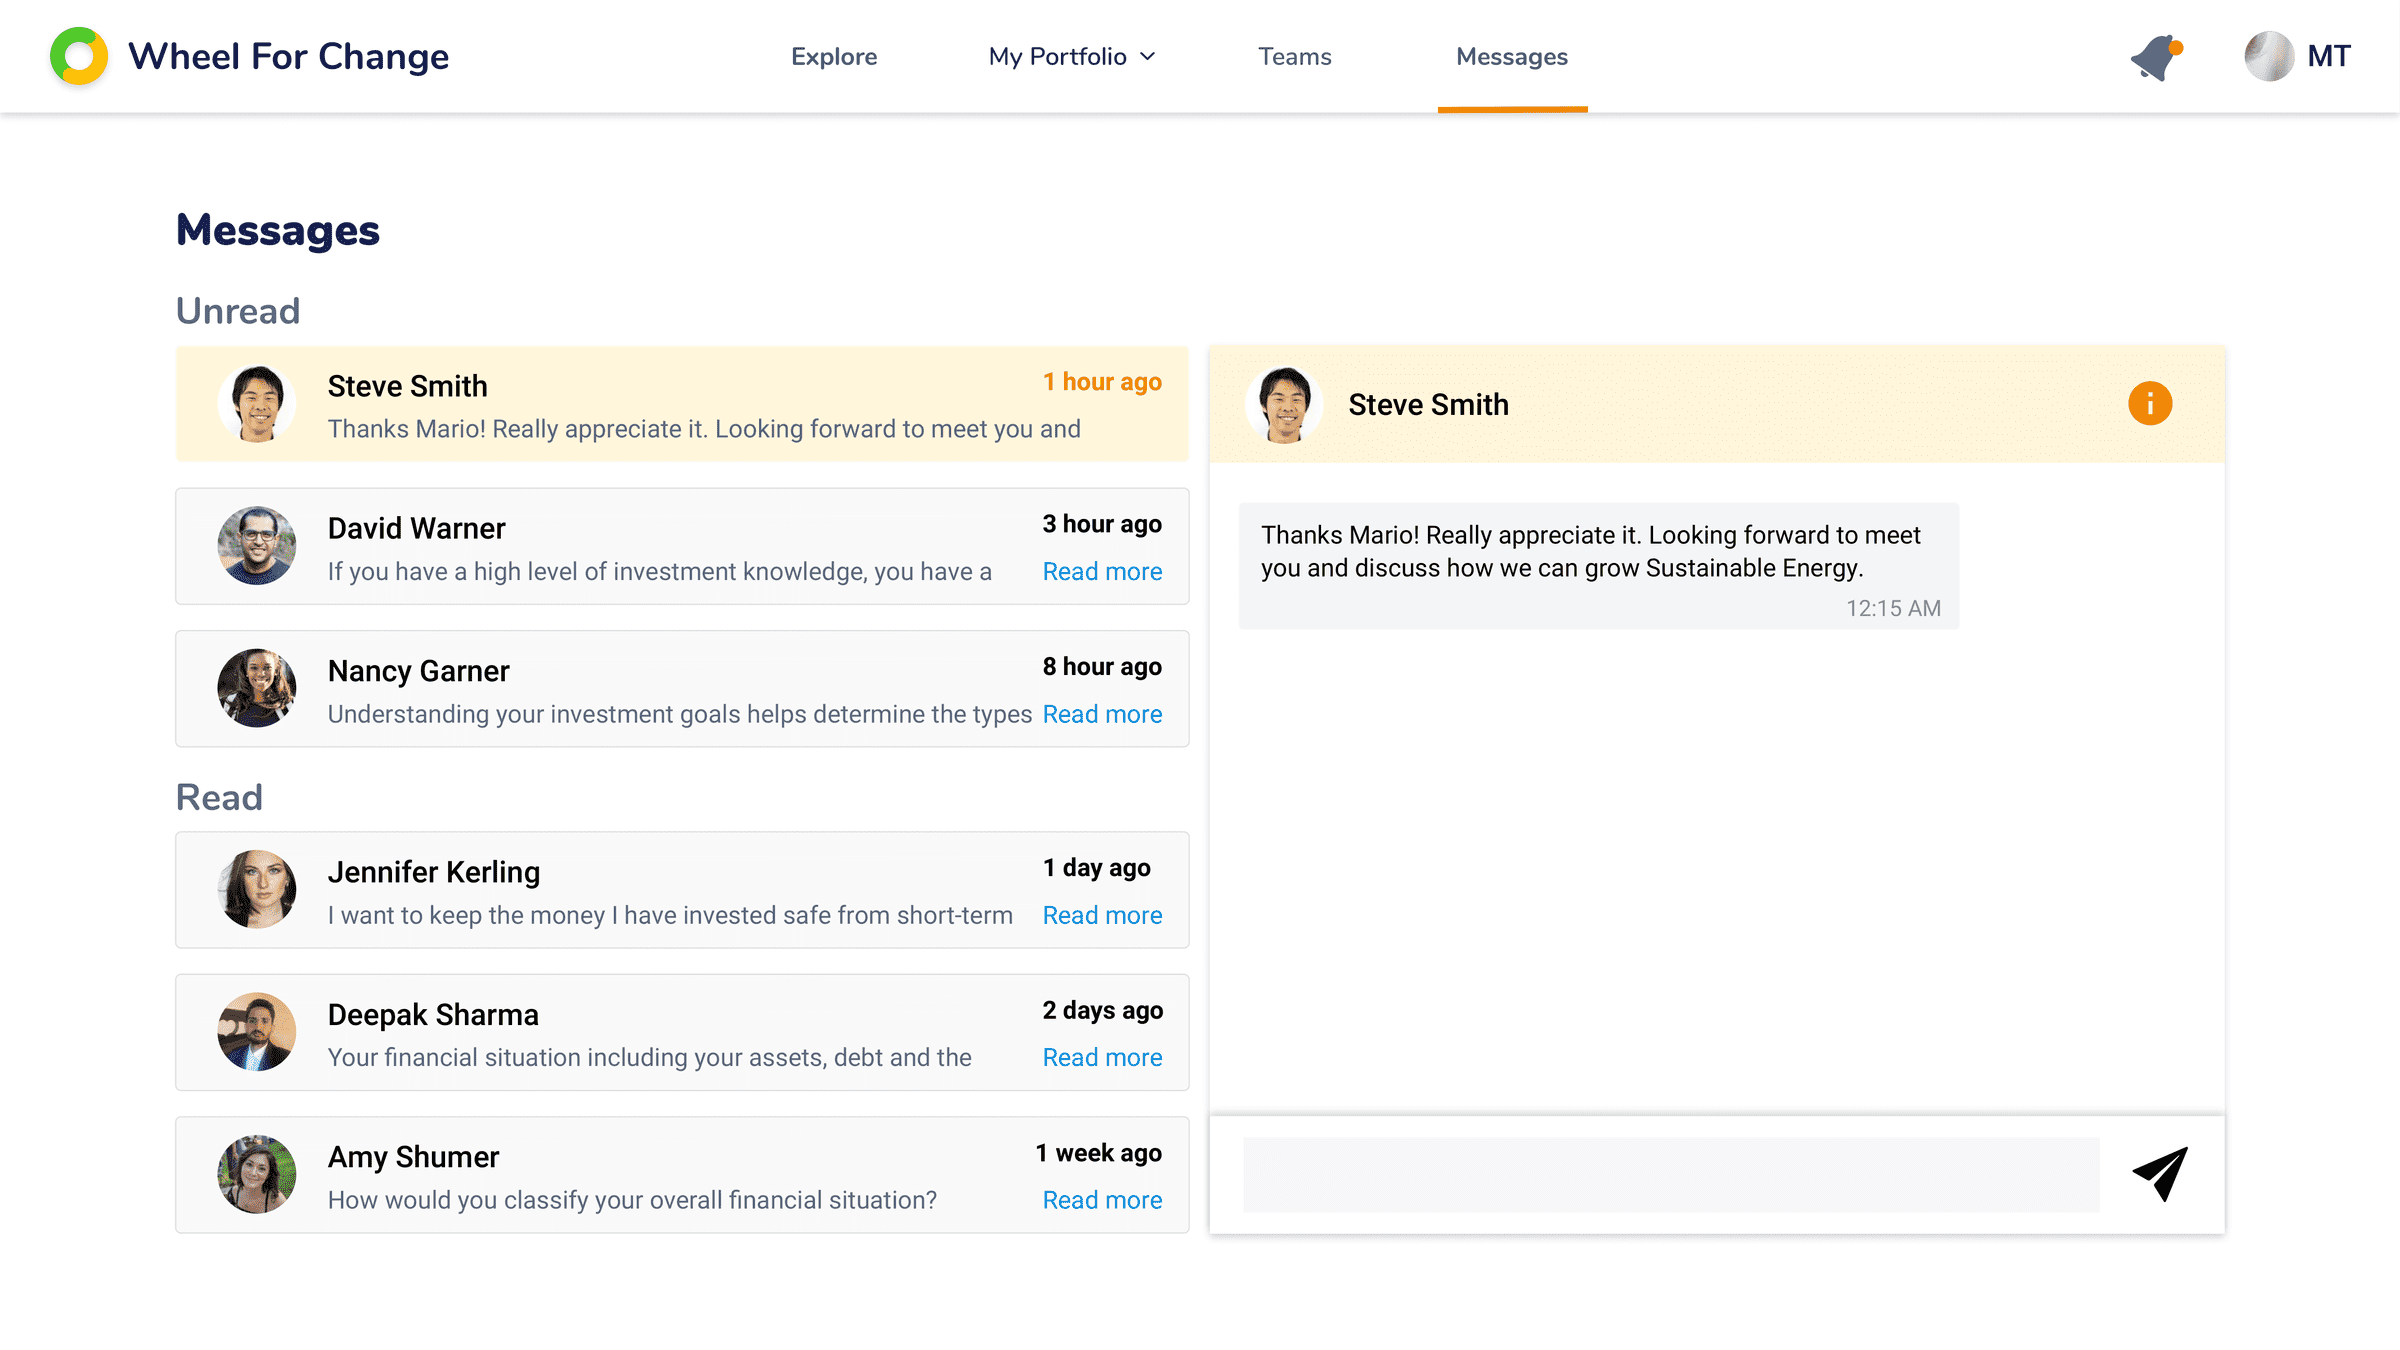 Wheel For Change
Explore
My Portfolio
Teams
Messages
MT
Messages
Unread
Steve Smith
1 hour ago
Thanks Mario! Really appreciate it. Looking forward to meet you and
David Warner
3 hour ago
If you have a high level of investment knowledge, you have a
Read more
Nancy Garner
8 hour ago
Understanding your investment goals helps determine the types
Read more
Read
Jennifer Kerling
1 day ago
I want to keep the money I have invested safe from short-term
Read more
Deepak Sharma
2 days ago
Your financial situation including your assets, debt and the
Read more
Amy Shumer
1 week ago
How would you classify your overall financial situation?
Read more
Steve Smith
Thanks Mario! Really appreciate it. Looking forward to meet
you and discuss how we can grow Sustainable Energy.
12:15 AM